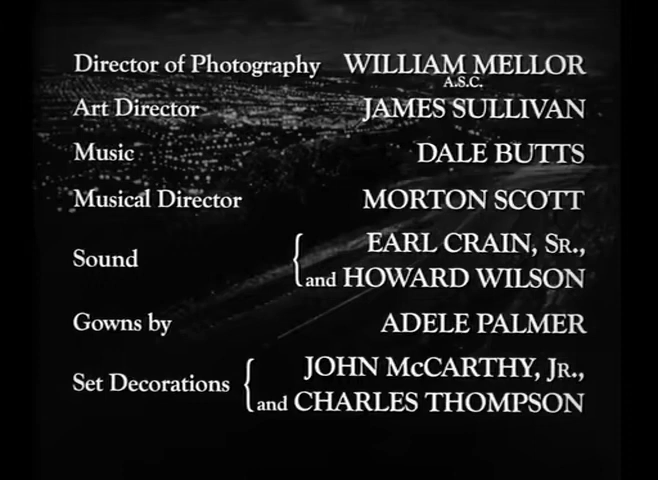 Director of Photography WILLIAM MELLOR
A.S.C.
Art Director JAMES SULLIVAN
Music DALE BUTTS
Musical Director MORTON SCOTT
Sound EARL CRAIN, SR.,
and HOWARD WILSON
Gowns by ADELE PALMER
Set Decorations JOHN McCARTHY, JR.,
and CHARLES THOMPSON